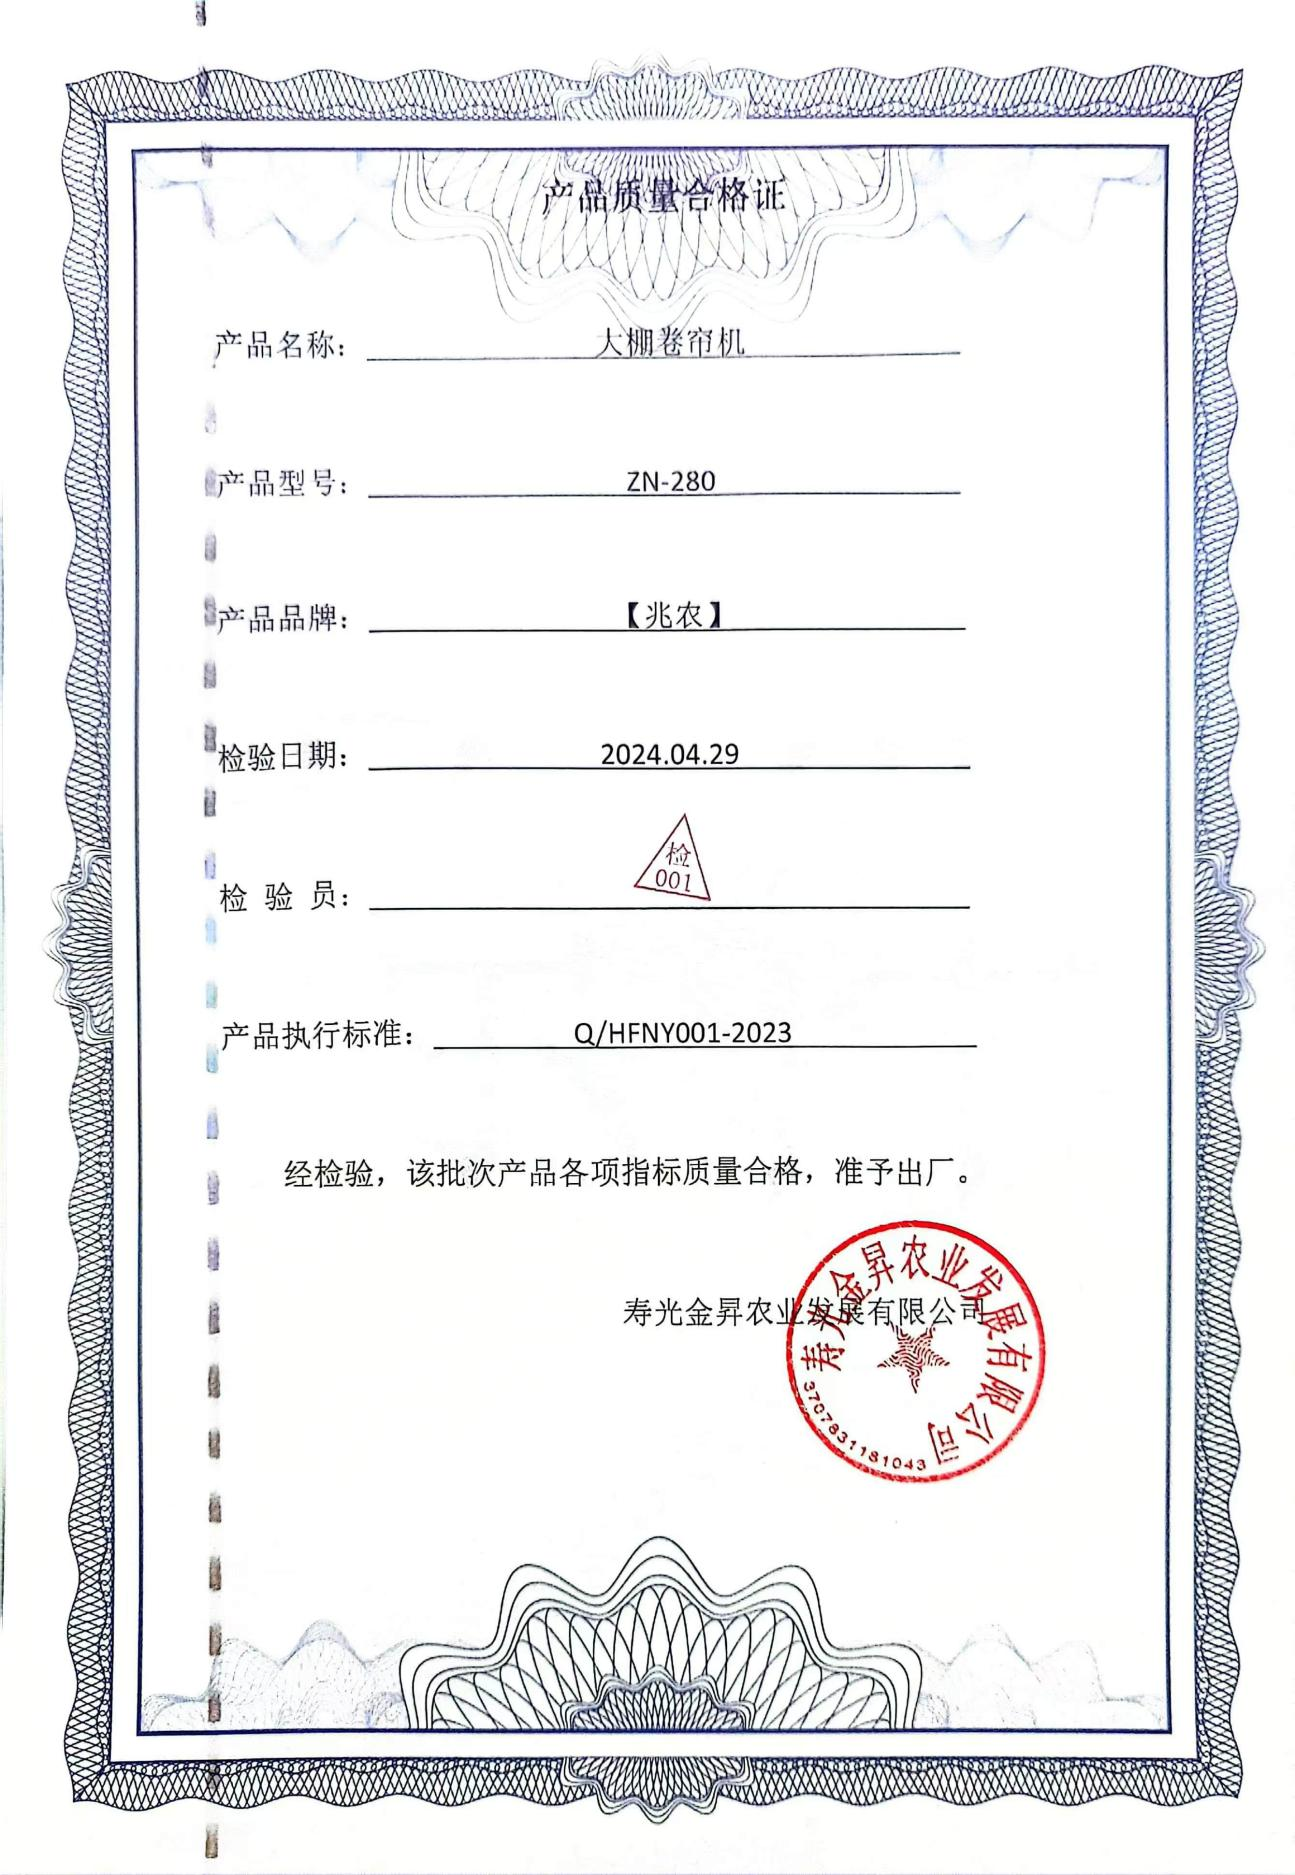 产品质量合格证
产品名称： 大棚卷帘机
产品型号： ZN-280
产品品牌： 【兆农】
检验日期： 2024.04.29
检
001
检 验 员：
产品执行标准： Q/HFNY001-2023
经检验，该批次产品各项指标质量合格，准予出厂。
寿光金昇农业发展有限公司
寿光金昇农业发展有限公司
3707831181043